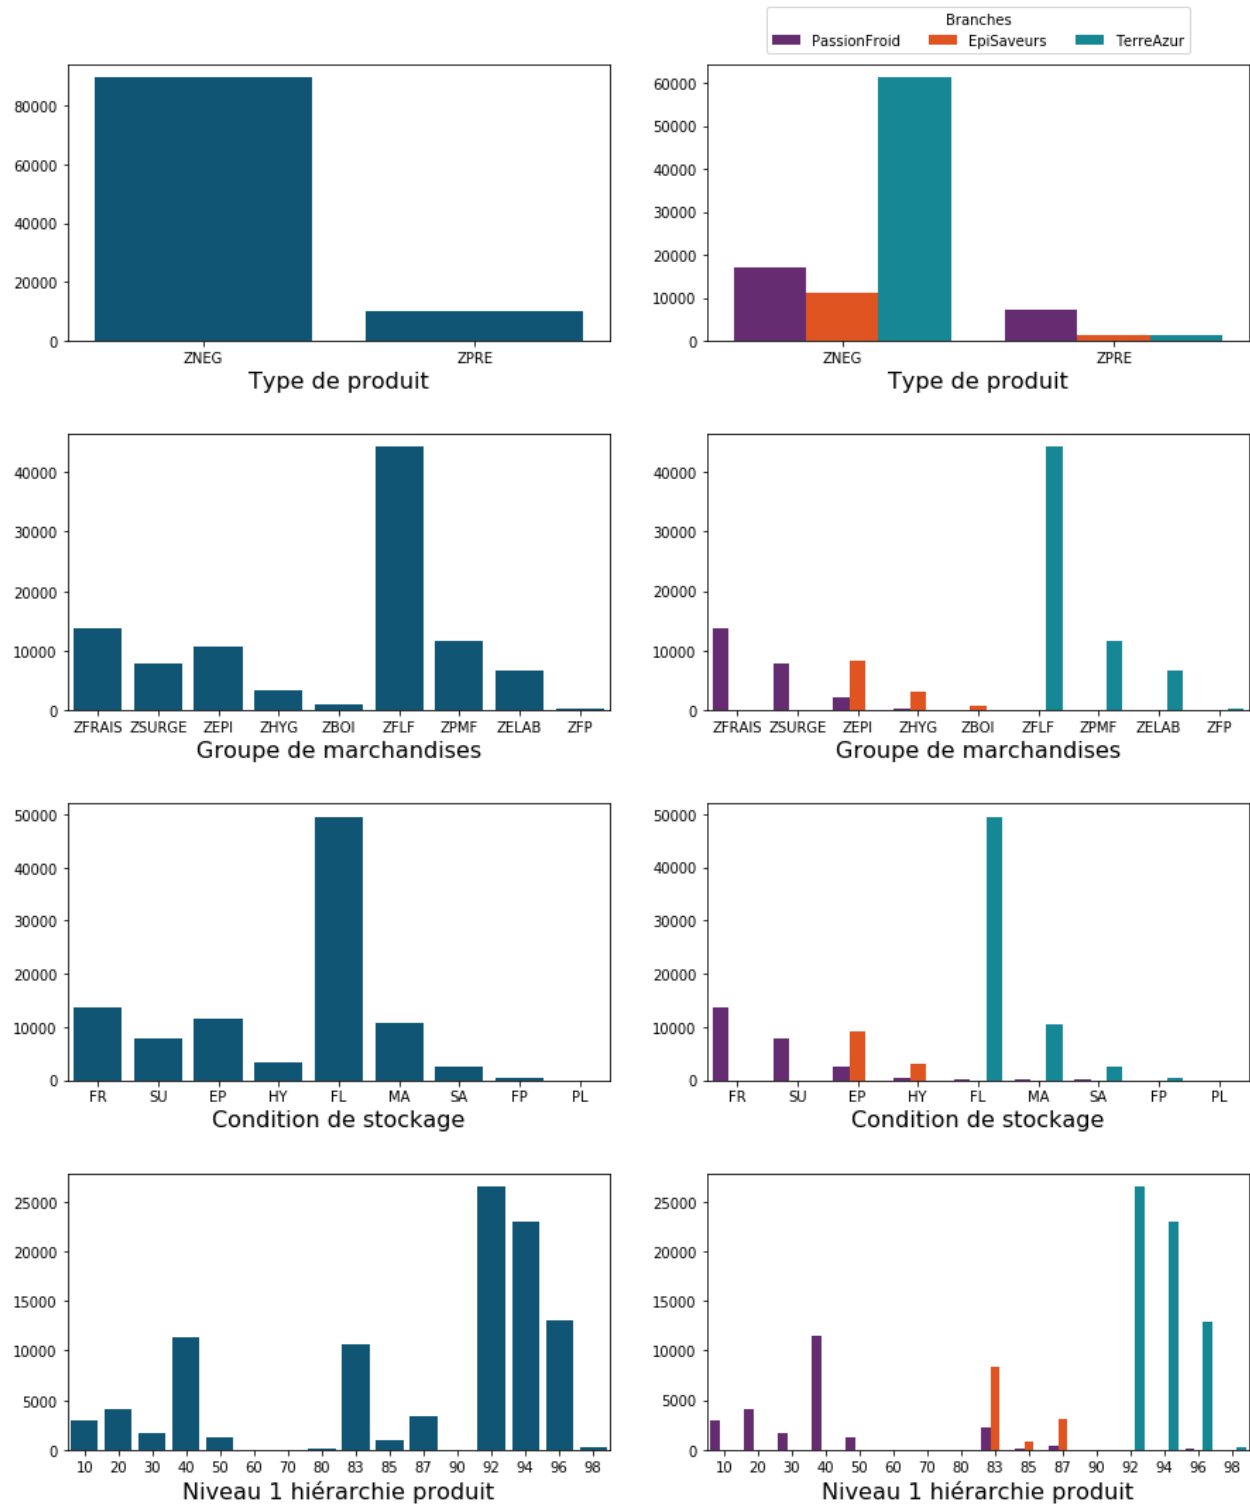 Branches
PassionFroid EpiSaveurs TerreAzur
80000
60000
40000
20000
0
ZNEG ZPRE
Type de produit
60000
50000
40000
30000
20000
10000
0
ZNEG ZPRE
Type de produit
40000
30000
20000
10000
0
ZFRAIS ZSURGE ZEPI ZHYG ZBOI ZFLF ZPMF ZELAB ZFP
Groupe de marchandises
40000
30000
20000
10000
0
ZFRAIS ZSURGE ZEPI ZHYG ZBOI ZFLF ZPMF ZELAB ZFP
Groupe de marchandises
50000
40000
30000
20000
10000
0
FR SU EP HY FL MA SA FP PL
Condition de stockage
50000
40000
30000
20000
10000
0
FR SU EP HY FL MA SA FP PL
Condition de stockage
25000
20000
15000
10000
5000
0
10 20 30 40 50 60 70 80 83 85 87 90 92 94 96 98
Niveau 1 hiérarchie produit
25000
20000
15000
10000
5000
0
10 20 30 40 50 60 70 80 83 85 87 90 92 94 96 98
Niveau 1 hiérarchie produit